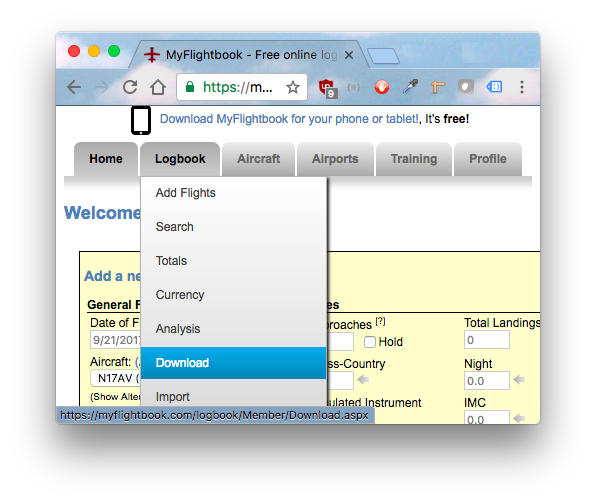 MyFlightbook - Free online log
https://m...
9
Download MyFlightbook for your phone or tablet!, It's free!
Home Logbook Aircraft Airports Training Profile
Add Flights
Welcome
Search
Totals
Add a ne
Currency
General F
es
Date of F
roaches [?]
Total Landings
9/21/201
Analysis
Hold
0
Aircraft: (
Download
ss-Country
Night
N17AV (
0.0
(Show Alter
Import
ulated Instrument
IMC
https://myflightbook.com/logbook/Member/Download.aspx
0.0